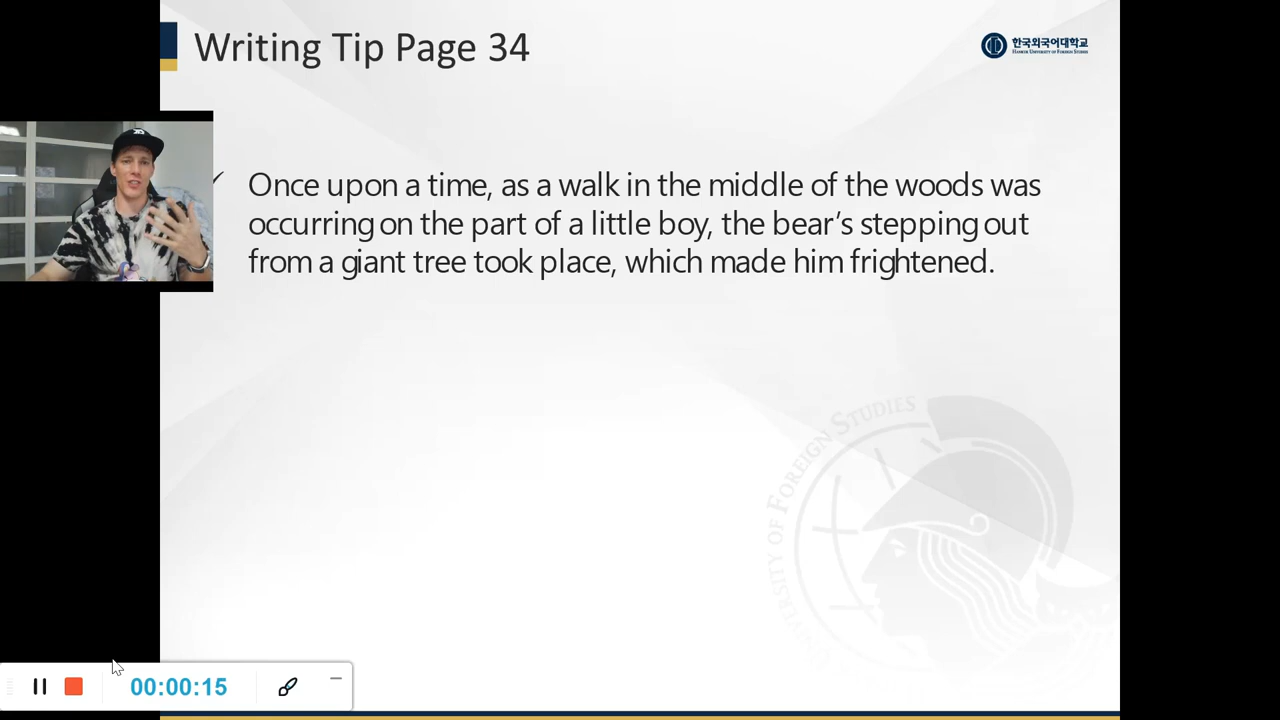 Writing Tip Page 34
한국외국어대학교
HANKUK UNIVERSITY OF FOREIGN STUDIES
Once upon a time, as a walk in the middle of the woods was
occurring on the part of a little boy, the bear's stepping out
from a giant tree took place, which made him frightened.
VERSITY OF FOREIGN STUDIES
00:00:15